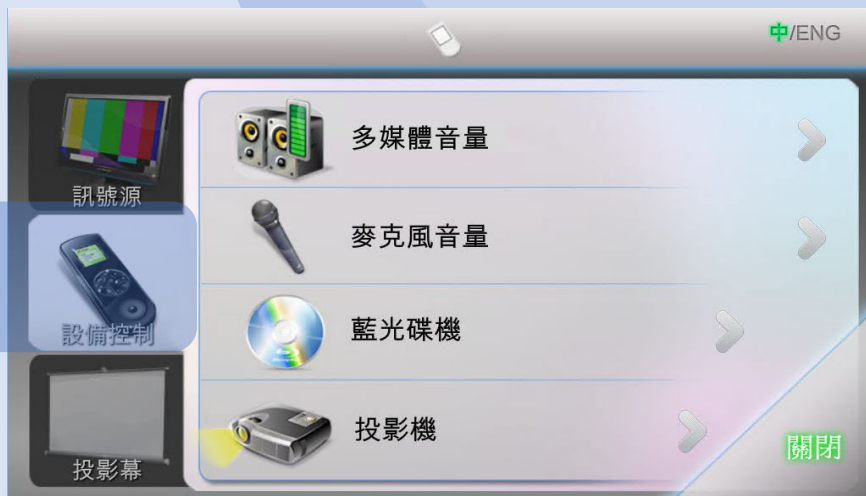 中/ENG
訊號源
設備控制
投影幕
多媒體音量
麥克風音量
藍光碟機
投影機
關閉